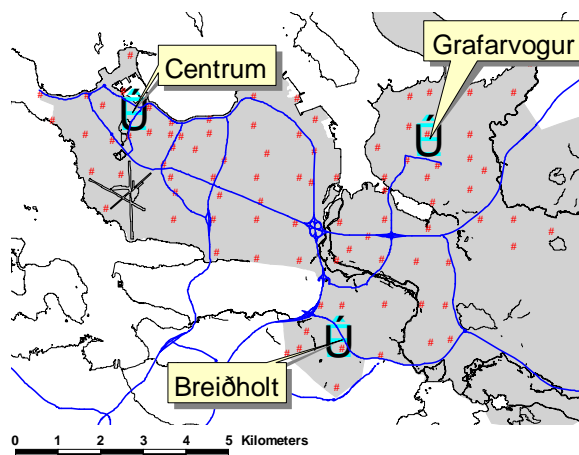 Grafarvogur
Centrum
Ú
Ú
Ú
Breiðholt
0 1 2 3 4 5 Kilometers